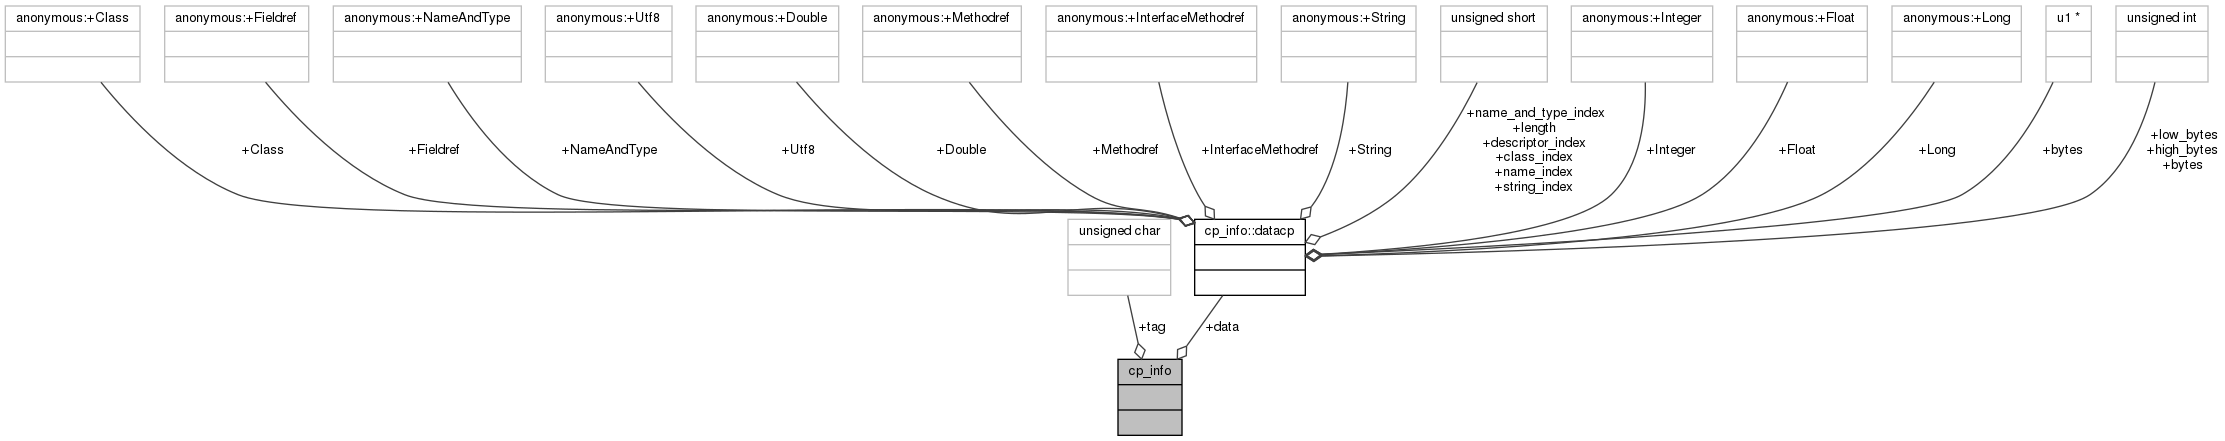 anonymous:+Class
anonymous:+Fieldref
anonymous:+NameAndType
anonymous:+Utf8
anonymous:+Double
anonymous:+Methodref
anonymous:+InterfaceMethodref
anonymous:+String
unsigned short
anonymous:+Integer
anonymous:+Float
anonymous:+Long
u1 *
unsigned int
+Class
+Fieldref
+NameAndType
+Utf8
+Double
+Methodref
+InterfaceMethodref
+String
+name_and_type_index
+length
+descriptor_index
+class_index
+name_index
+string_index
+Integer
+Float
+Long
+bytes
+low_bytes
+high_bytes
+bytes
unsigned char
cp_info::datacp
+tag
+data
cp_info